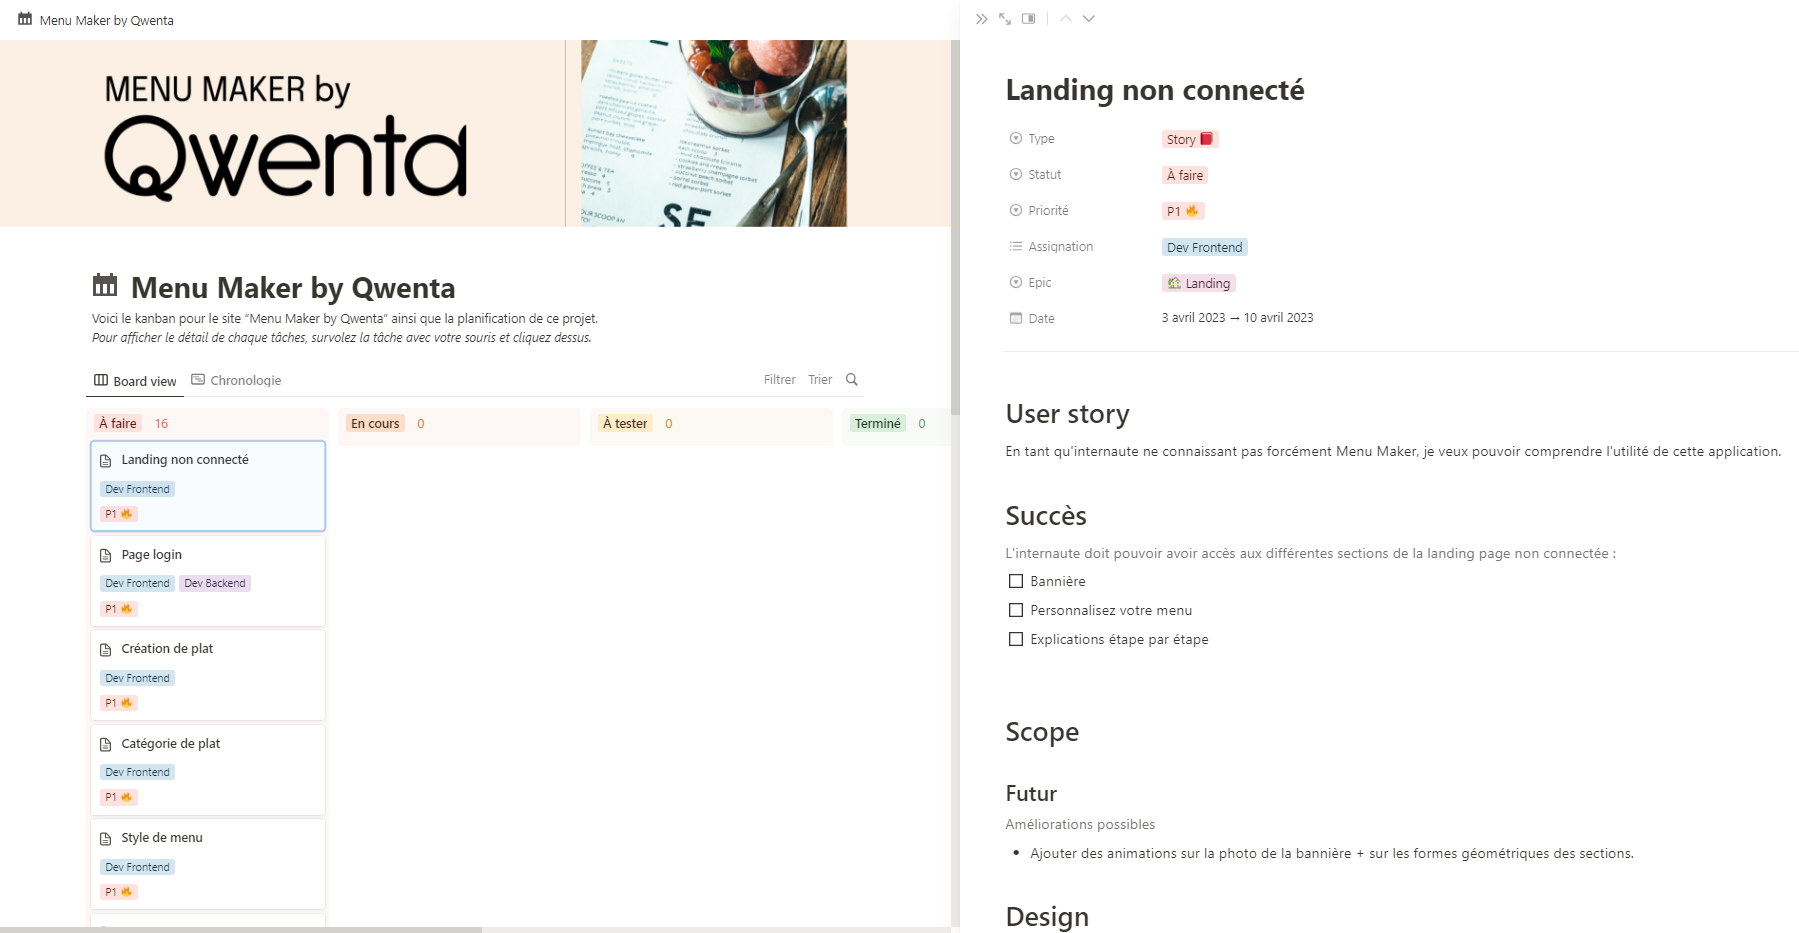 Menu Maker by Qwenta
MENU MAKER by
Qwenta
SE
Menu Maker by Qwenta
Voici le kanban pour le site “Menu Maker by Qwenta” ainsi que la planification de ce projet.
Pour afficher le détail de chaque tâches, survolez la tâche avec votre souris et cliquez dessus.
Board view
Chronologie
Filtrer
Trier
À faire 16
En cours 0
À tester 0
Terminé 0
Landing non connecté
Dev Frontend
P1
Page login
Dev Frontend Dev Backend
P1
Création de plat
Dev Frontend
P1
Catégorie de plat
Dev Frontend
P1
Style de menu
Dev Frontend
P1
Landing non connecté
Type Story
Statut À faire
Priorité P1
Assignation Dev Frontend
Epic Landing
Date 3 avril 2023 → 10 avril 2023
User story
En tant qu'internaute ne connaissant pas forcément Menu Maker, je veux pouvoir comprendre l'utilité de cette application.
Succès
L'internaute doit pouvoir avoir accès aux différentes sections de la landing page non connectée :
Bannière
Personnalisez votre menu
Explications étape par étape
Scope
Futur
Améliorations possibles
• Ajouter des animations sur la photo de la bannière + sur les formes géométriques des sections.
Design